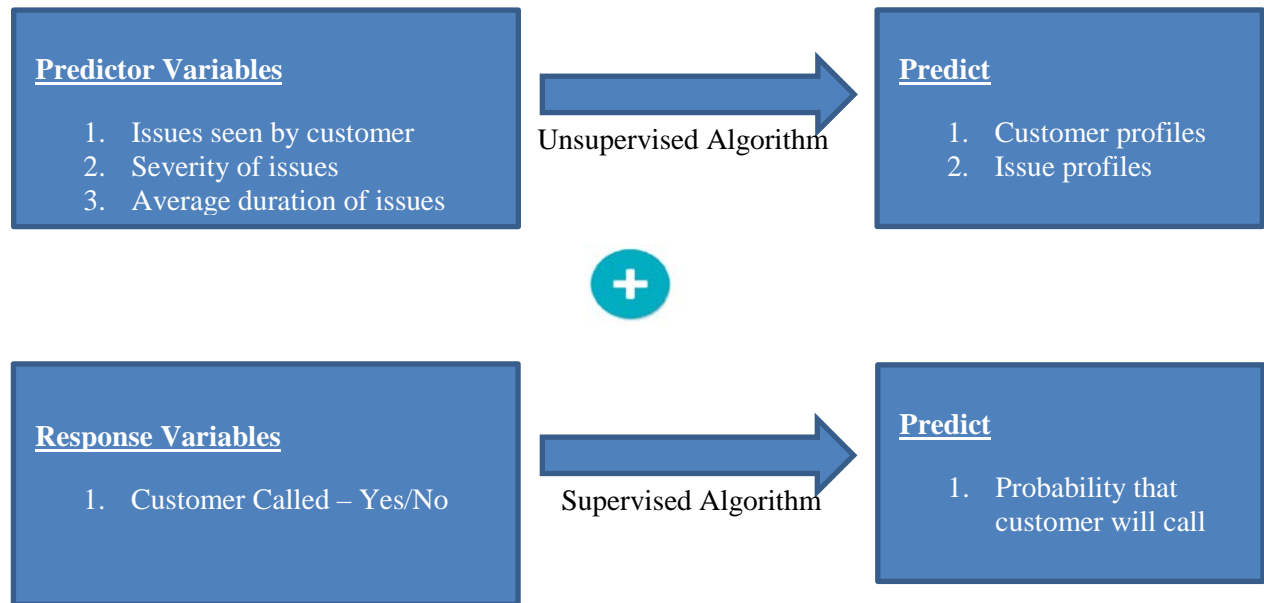 Predictor Variables
1. Issues seen by customer
2. Severity of issues
3. Average duration of issues
Unsupervised Algorithm
Predict
1. Customer profiles
2. Issue profiles
Response Variables
1. Customer Called – Yes/No
Supervised Algorithm
Predict
1. Probability that
customer will call